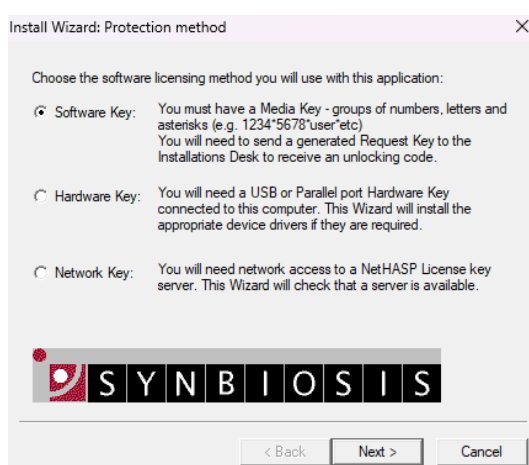 Install Wizard: Protection method
Choose the software licensing method you will use with this application:
Software Key: You must have a Media Key - groups of numbers, letters and
asterisks (e.g. 1234*5678*user*etc)
You will need to send a generated Request Key to the
Installations Desk to receive an unlocking code.
Hardware Key: You will need a USB or Parallel port Hardware Key
connected to this computer. This Wizard will install the
appropriate device drivers if they are required.
Network Key: You will need network access to a NetHASP License key
server. This Wizard will check that a server is available.
SYNBIOSIS
< Back Next > Cancel